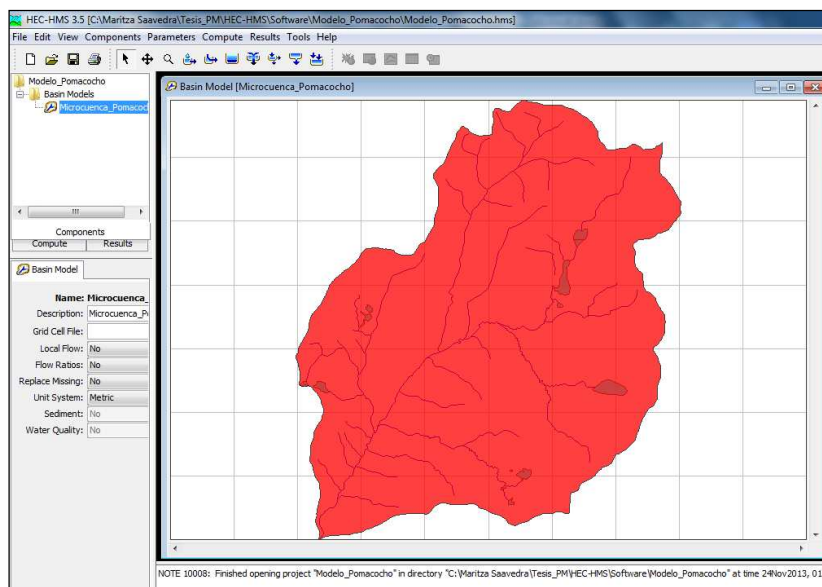 HEC-HMS 3.5 [C:\Maritza Saavedra\Tesis_PM\HEC-HMS\Software\Modelo_Pomacocho\Modelo_Pomacocho.hms]
File Edit View Components Parameters Compute Results Tools Help
Modelo_Pomacocho
Basin Models
Microcuenca_Pomacoch
Components
Compute Results
Basin Model
Name: Microcuenca_
Description: Microcuenca_P
Grid Cell File:
Local Flow: No
Flow Ratios: No
Replace Missing: No
Unit System: Metric
Sediment: No
Water Quality: No
Basin Model [Microcuenca_Pomacocho]
NOTE 10008: Finished opening project "Modelo_Pomacocho" in directory "C:\Maritza Saavedra\Tesis_PM\HEC-HMS\Software\Modelo_Pomacocho" at time 24Nov2013, 01